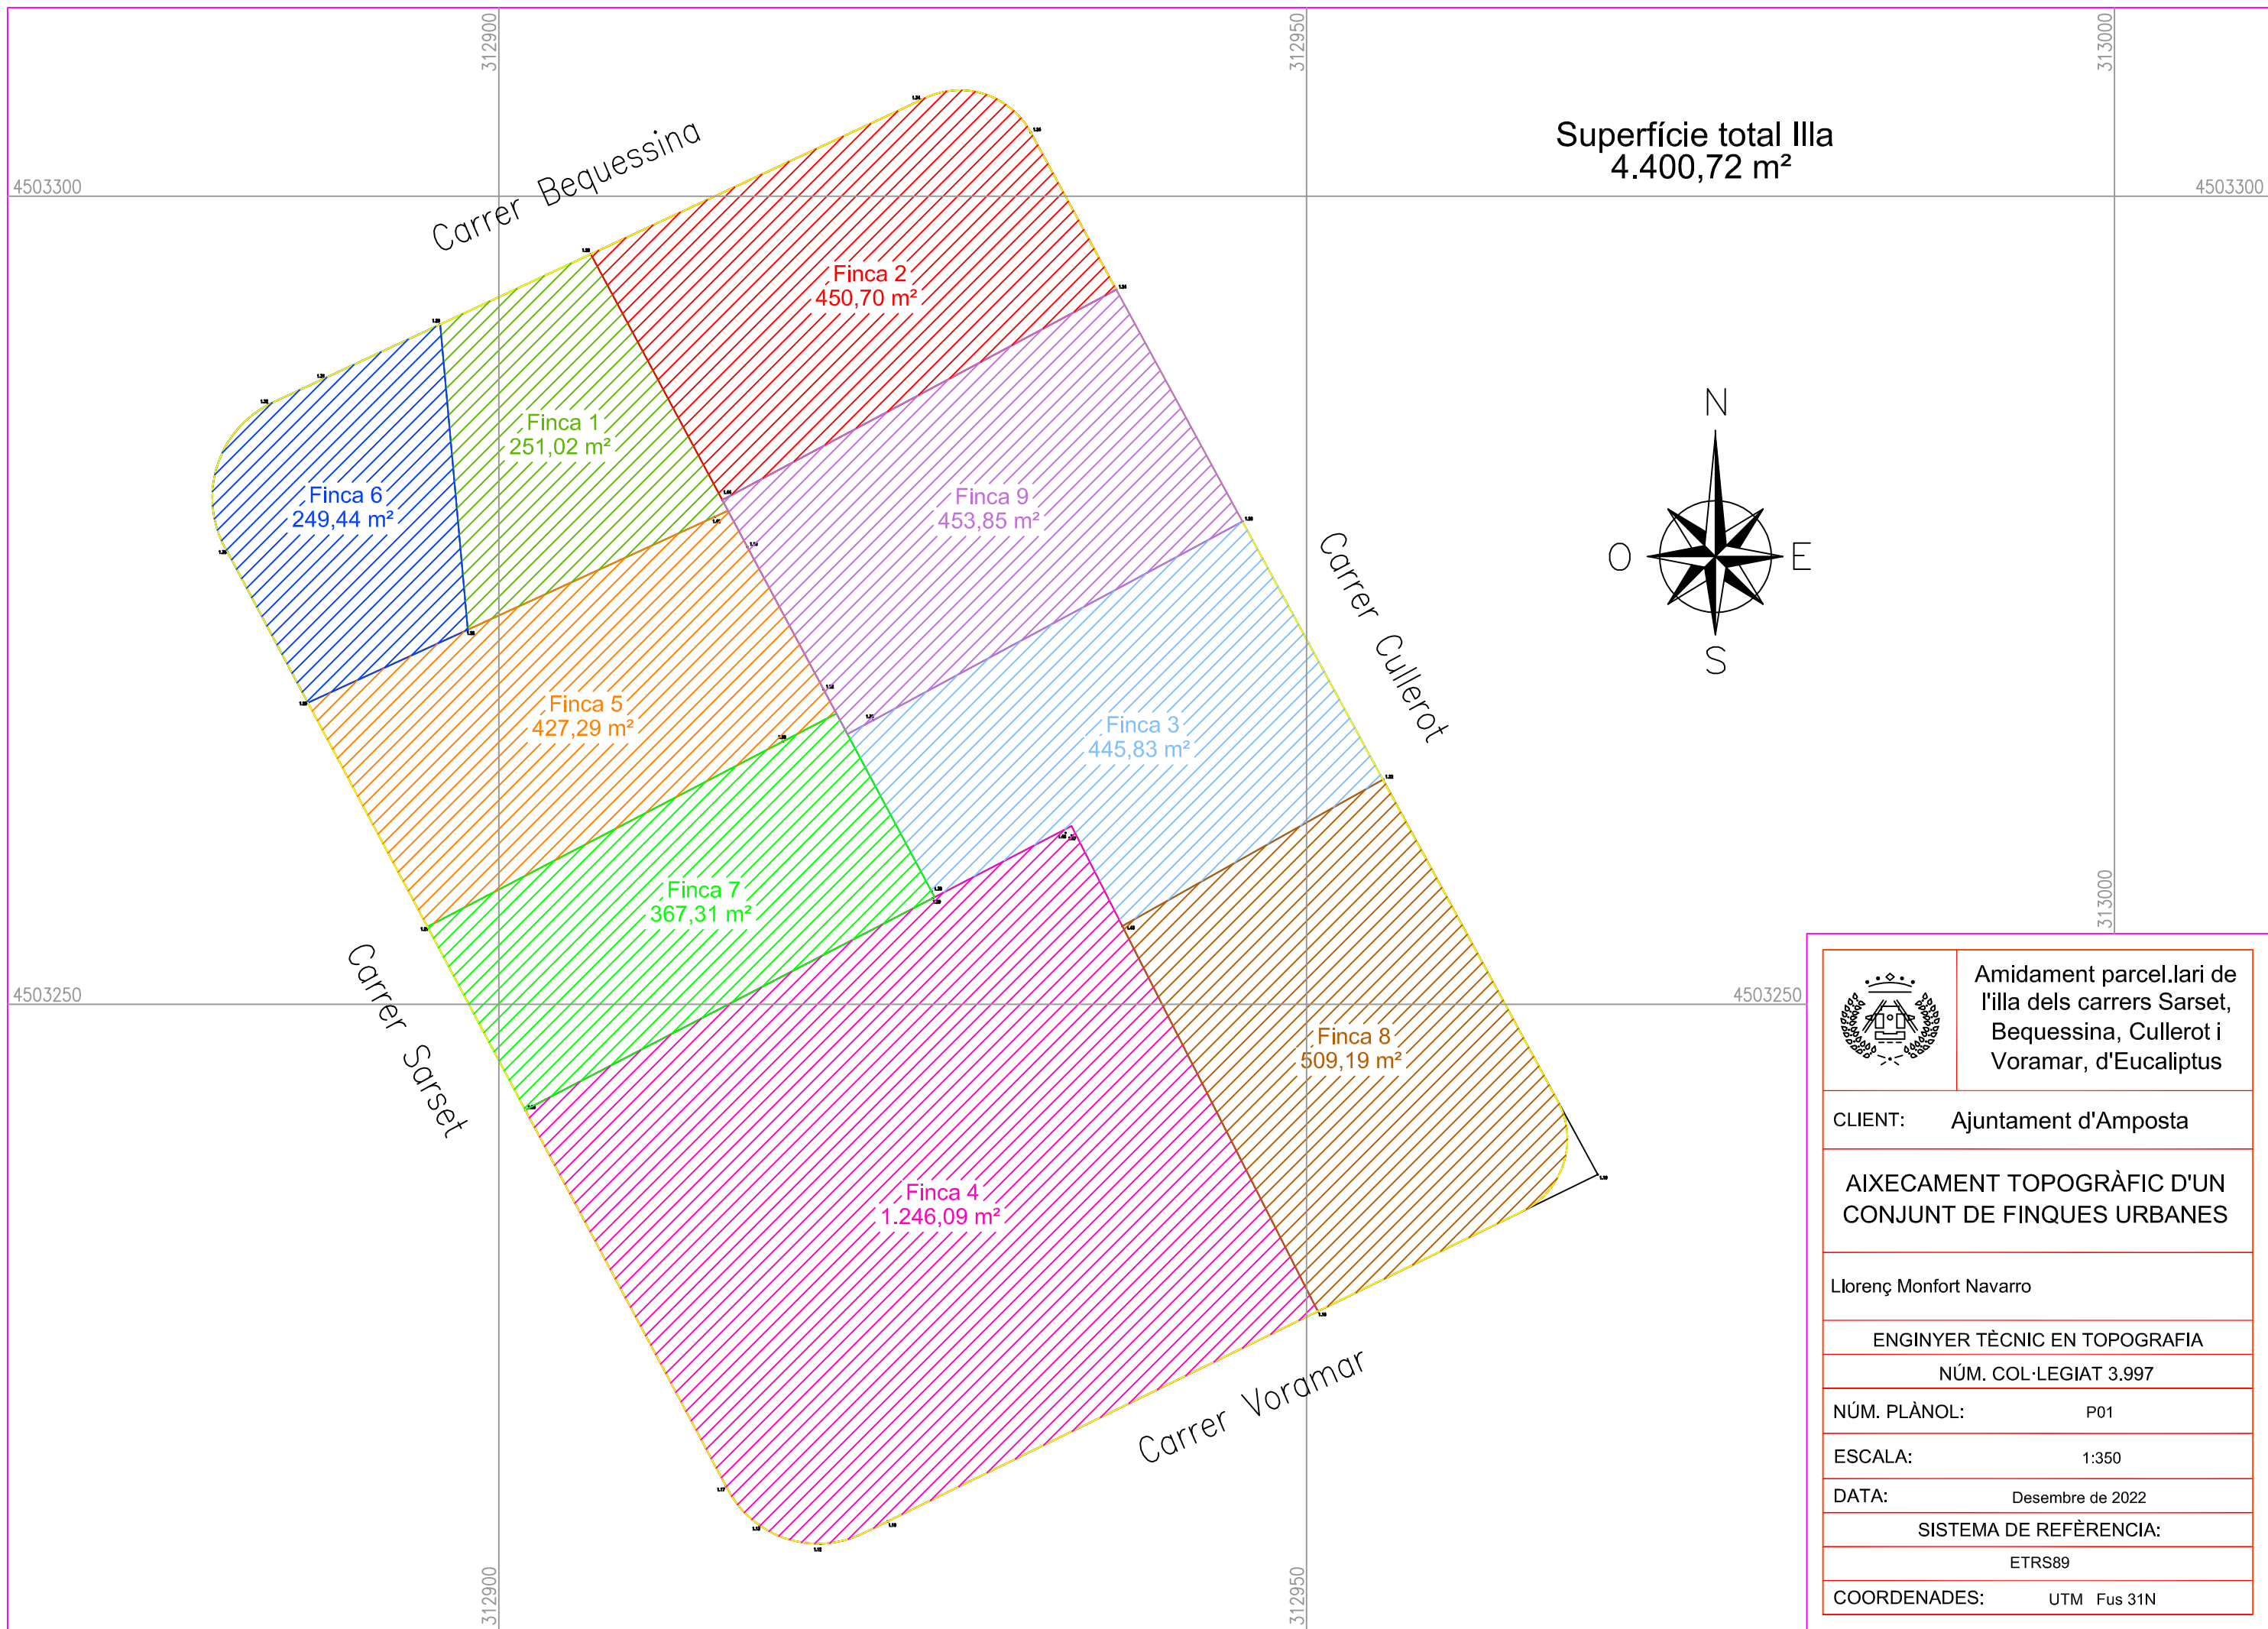 312900
312950
313000
Superfície total Illa
4.400,72 m²
4503300
4503300
Carrer Bequessina
Finca 2
450,70 m²
Finca 1
251,02 m²
Finca 6
249,44 m²
Finca 9
453,85 m²
N
O
E
S
Carrer Cullerot
Finca 5
427,29 m²
Finca 3
445,83 m²
Finca 7
367,31 m²
313000
4503250
4503250
Carrer Sarset
Finca 8
509,19 m²
Finca 4
1.246,09 m²
Carrer Voramar
312900
312950
Amidament parcel.lari de
l'illa dels carrers Sarset,
Bequessina, Cullerot i
Voramar, d'Eucaliptus
CLIENT: Ajuntament d'Amposta
AIXECAMENT TOPOGRÀFIC D'UN
CONJUNT DE FINQUES URBANES
Llorenç Monfort Navarro
ENGINYER TÈCNIC EN TOPOGRAFIA
NÚM. COL·LEGIAT 3.997
NÚM. PLÀNOL: P01
ESCALA: 1:350
DATA: Desembre de 2022
SISTEMA DE REFÈRENCIA:
ETRS89
COORDENADES: UTM Fus 31N